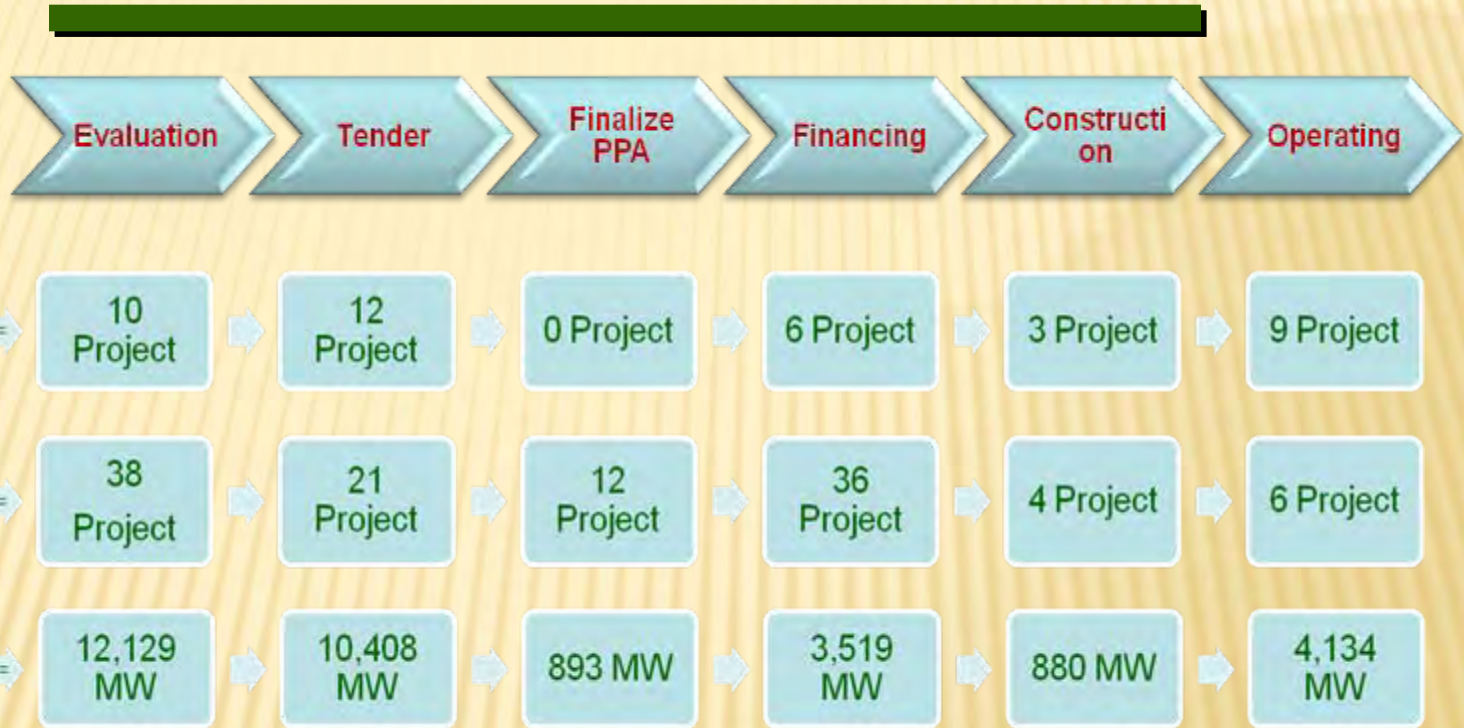 Evaluation
Tender
Finalize
PPA
Financing
Constructi
on
Operating
=
10
Project
12
Project
0 Project
6 Project
3 Project
9 Project
=
38
Project
21
Project
12
Project
36
Project
4 Project
6 Project
=
12,129
MW
10,408
MW
893 MW
3,519
MW
880 MW
4,134
MW